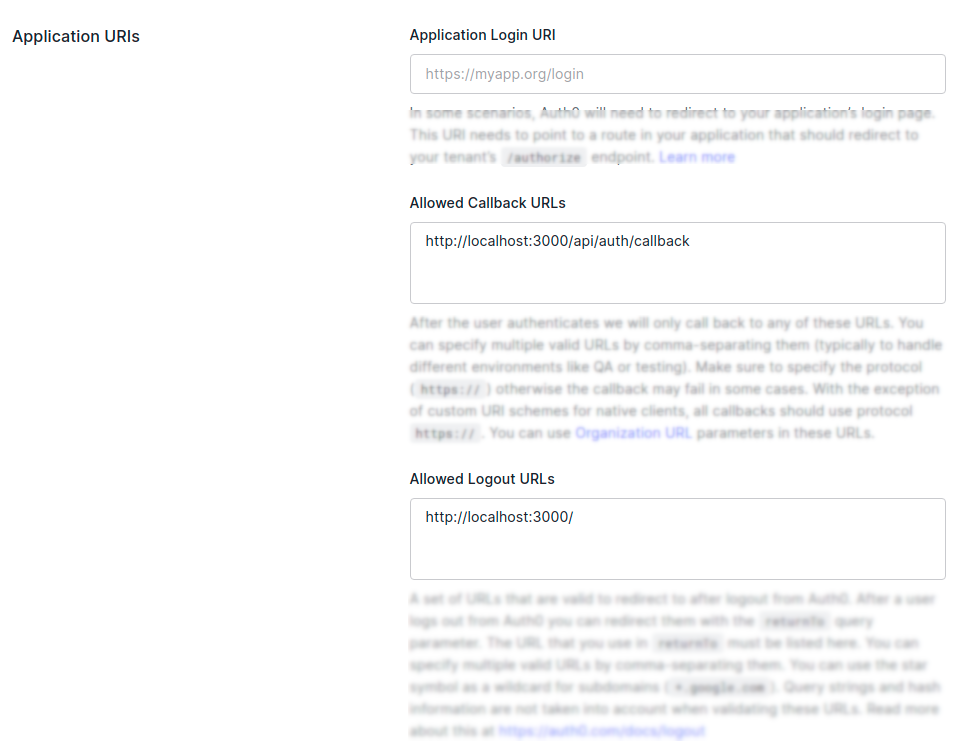 Application URIs
Application Login URI
https://myapp.org/login
In some scenarios, Auth0 will need to redirect to your application's login page.
This URI needs to point to a route in your application that should redirect to
your tenant's /authorize endpoint. Learn more
Allowed Callback URLs
http://localhost:3000/api/auth/callback
After the user authenticates we will only call back to any of these URLs. You
can specify multiple valid URLs by comma-separating them (typically to handle
different environments like QA or testing). Make sure to specify the protocol
( https:// ) otherwise the callback may fail in some cases. With the exception
of custom URI schemes for native clients, all callbacks should use protocol
https:// . You can use Organization URL parameters in these URLs.
Allowed Logout URLs
http://localhost:3000/
A set of URLs that are valid to redirect to after logout from Auth0. After a user
logs out from Auth0 you can redirect them with the returnTo query
parameter. The URL that you use in returnTo must be listed here. You can
specify multiple valid URLs by comma-separating them. You can use the star
symbol as a wildcard for subdomains ( *.google.com ). Query strings and hash
information are not taken into account when validating these URLs. Read more
about this at https://auth0.com/docs/logout